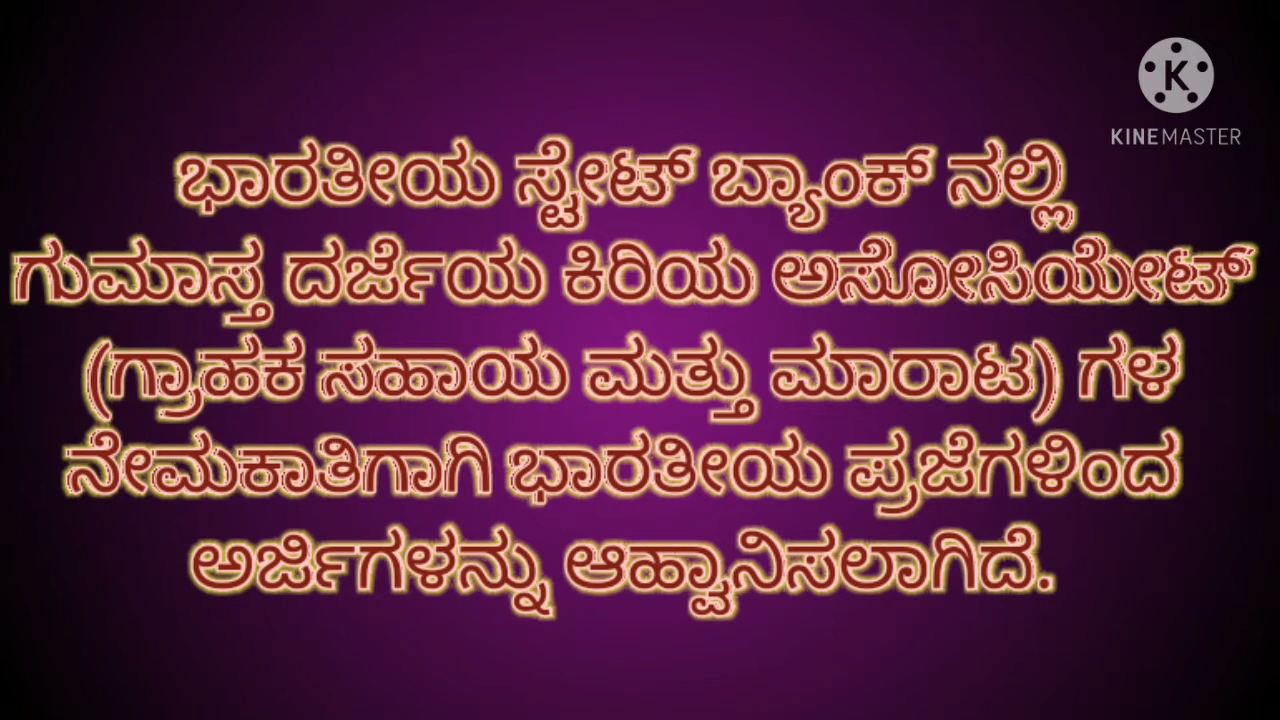 KINEMASTER
ಭಾರತೀಯ ಸ್ಟೇಟ್ ಬ್ಯಾಂಕ್ ನಲ್ಲಿ
ಗುಮಾಸ್ತ ದರ್ಜೆಯ ಕಿರಿಯ ಅಸೋಸಿಯೇಟ್
(ಗ್ರಾಹಕ ಸಹಾಯ ಮತ್ತು ಮಾರಾಟ) ಗಳ
ನೇಮಕಾತಿಗಾಗಿ ಭಾರತೀಯ ಪ್ರಜೆಗಳಿಂದ
ಅರ್ಜಿಗಳನ್ನು ಆಹ್ವಾನಿಸಲಾಗಿದೆ.